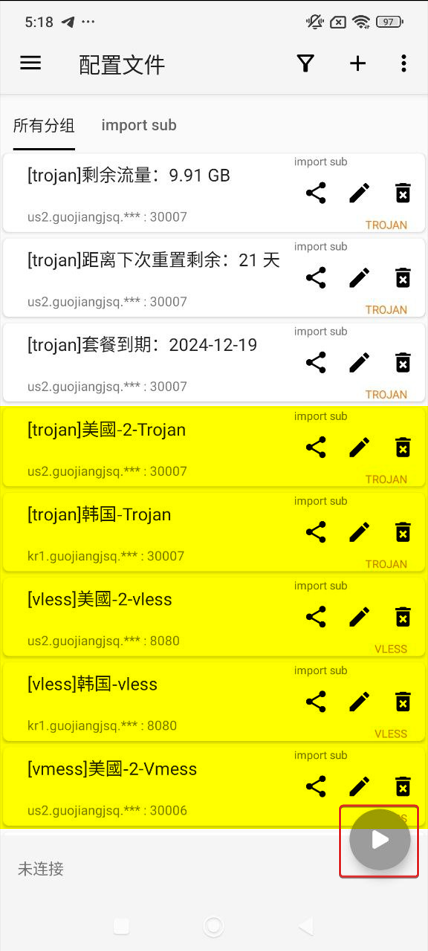 5:18
97
配置文件
所有分组
import sub
import sub
[trojan]剩余流量：9.91 GB
us2.guojiangjsq.*** : 30007
TROJAN
import sub
[trojan]距离下次重置剩余：21 天
us2.guojiangjsq.*** : 30007
TROJAN
import sub
[trojan]套餐到期：2024-12-19
us2.guojiangjsq.*** : 30007
TROJAN
import sub
[trojan]美國-2-Trojan
us2.guojiangjsq.*** : 30007
TROJAN
import sub
[trojan]韩国-Trojan
kr1.guojiangjsq.*** : 30007
TROJAN
import sub
[vless]美國-2-vless
us2.guojiangjsq.*** : 8080
VLESS
import sub
[vless]韩国-vless
kr1.guojiangjsq.*** : 8080
VLESS
import sub
[vmess]美國-2-Vmess
us2.guojiangjsq.*** : 30006
未连接